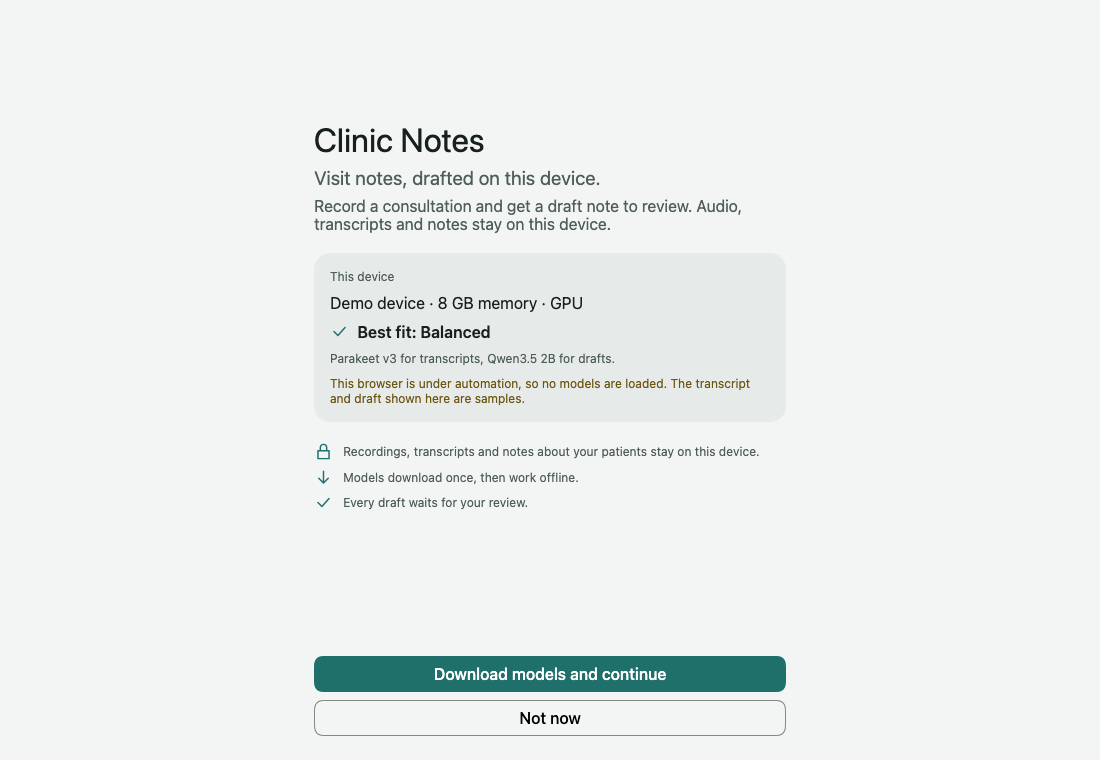 Clinic Notes
Visit notes, drafted on this device.
Record a consultation and get a draft note to review. Audio,
transcripts and notes stay on this device.
This device
Demo device · 8 GB memory · GPU
Best fit: Balanced
Parakeet v3 for transcripts, Qwen3.5 2B for drafts.
This browser is under automation, so no models are loaded. The transcript
and draft shown here are samples.
Recordings, transcripts and notes about your patients stay on this device.
Models download once, then work offline.
Every draft waits for your review.
Download models and continue
Not now